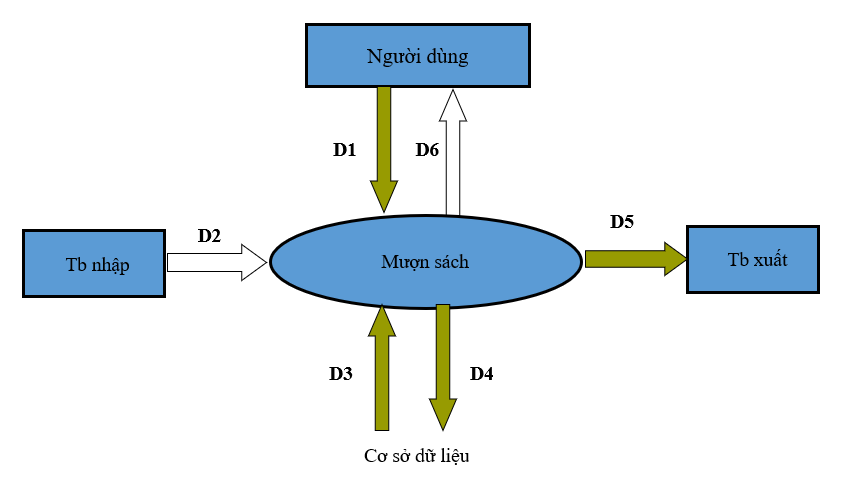 Người dùng
D1
D6
D2
D5
Tb nhập
Mượn sách
Tb xuất
D3
D4
Cơ sở dữ liệu